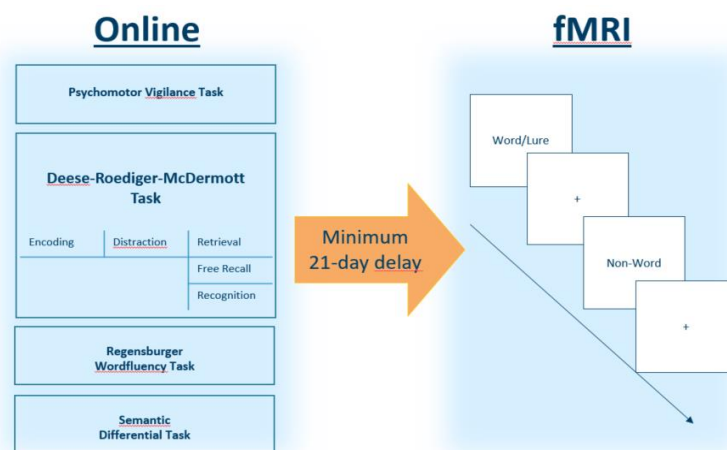 Online
Psychomotor Vigilance Task
Deese-Roediger-McDermott
Task
Encoding
Distraction
Retrieval
Free Recall
Recognition
Regensburger
Wordfluency Task
Semantic
Differential Task
Minimum
21-day delay
fMRI
Word/Lure
+
Non-Word
+